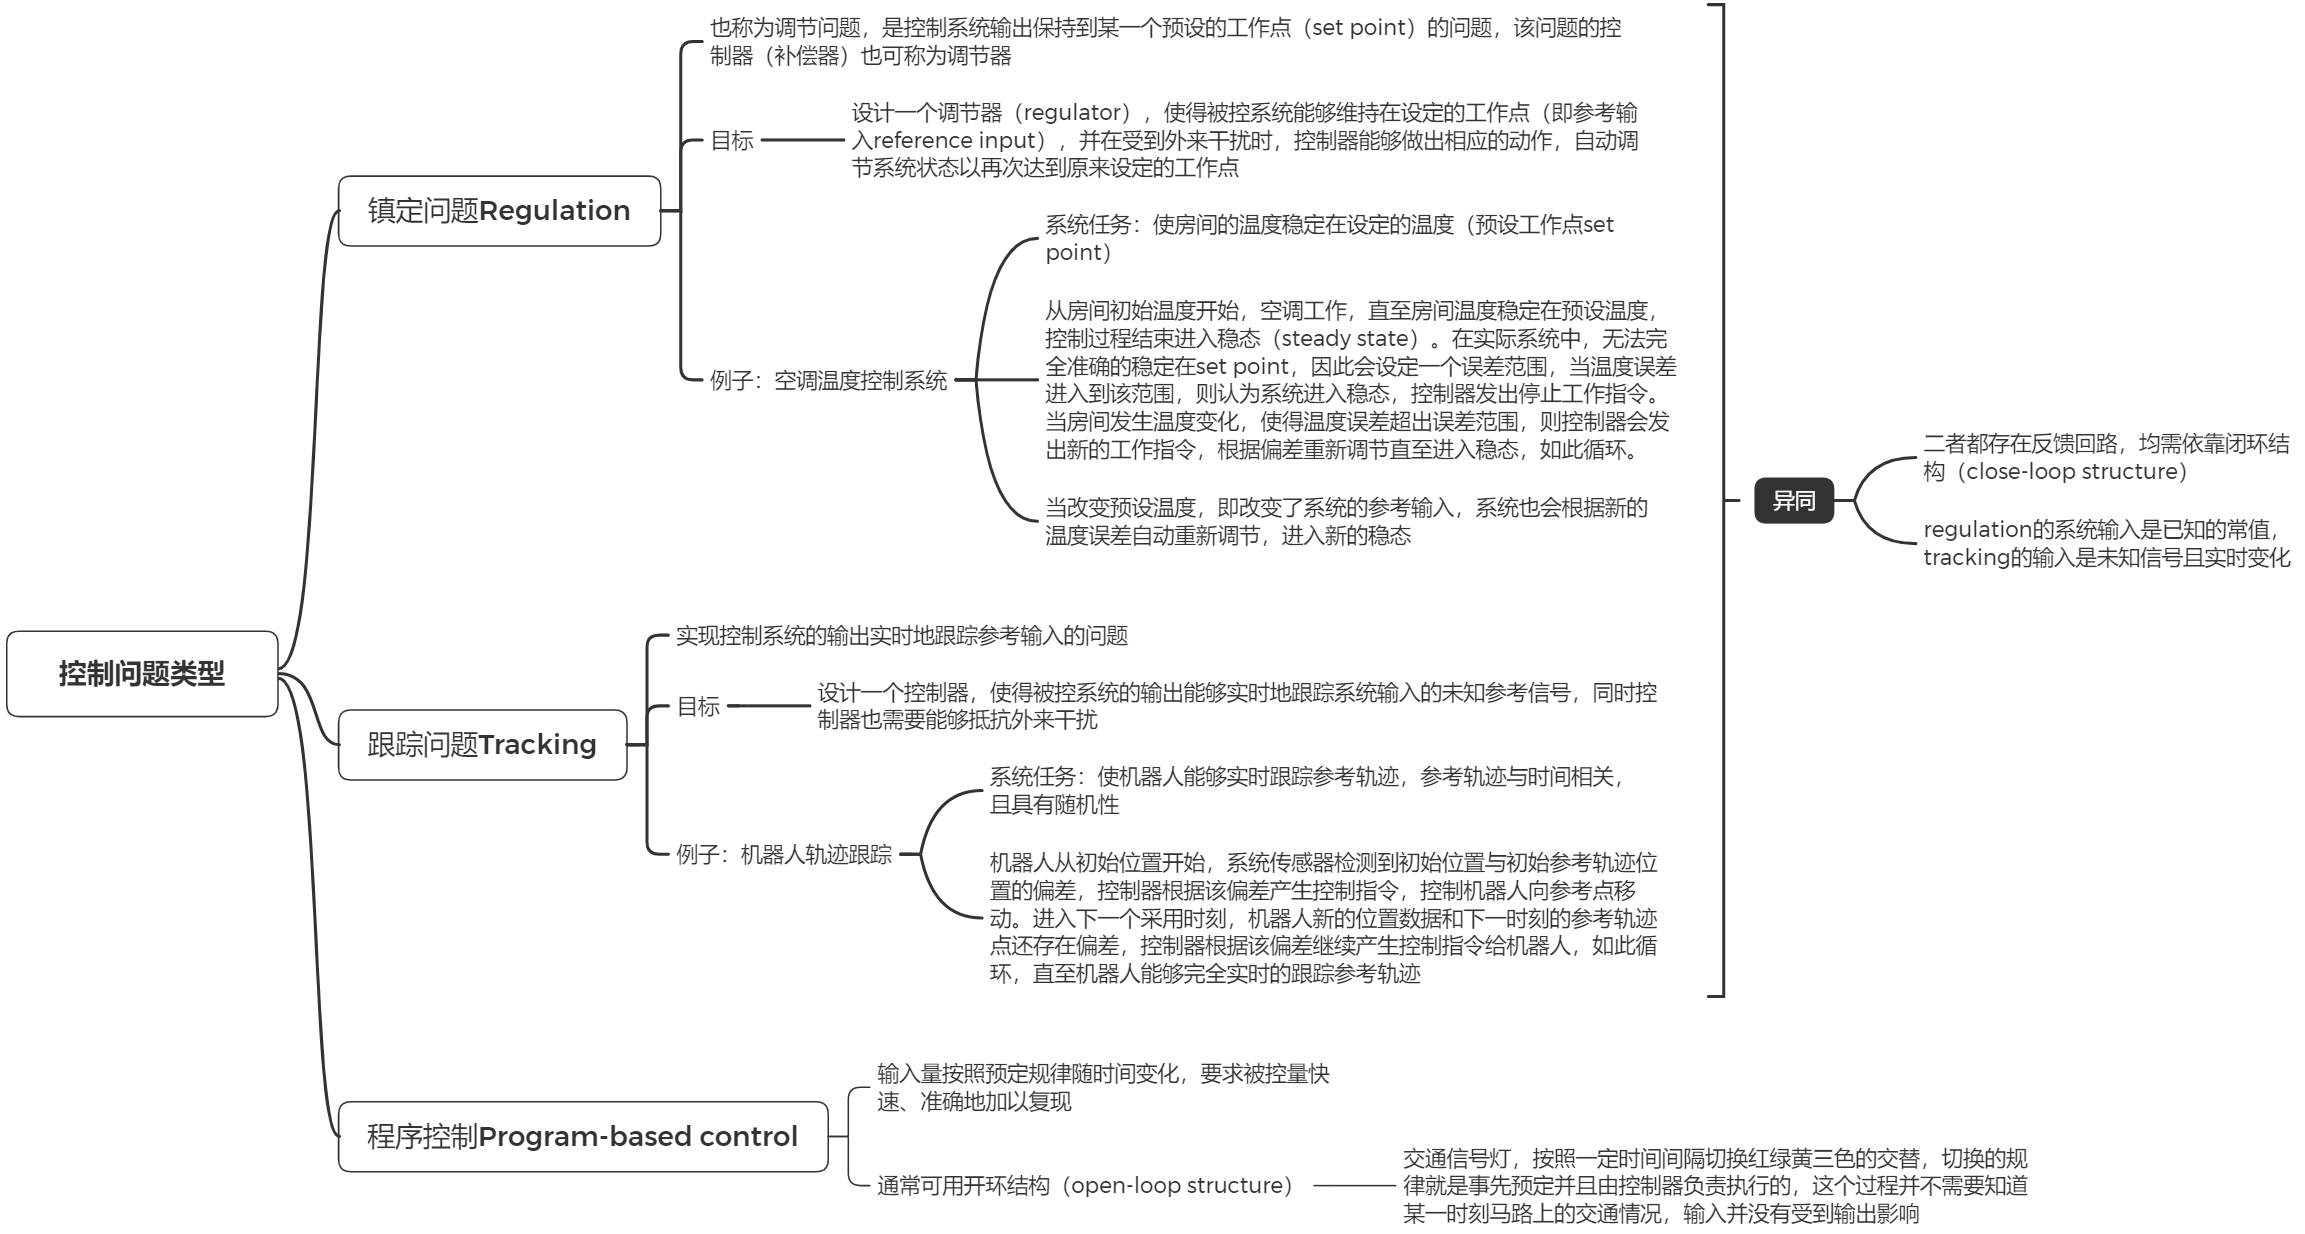 控制问题类型
镇定问题Regulation
也称为调节问题，是控制系统输出保持到某一个预设的工作点（set point）的问题，该问题的控
制器（补偿器）也可称为调节器
目标
设计一个调节器（regulator），使得被控系统能够维持在设定的工作点（即参考输
入reference input），并在受到外来干扰时，控制器能够做出相应的动作，自动调
节系统状态以再次达到原来设定的工作点
例子：空调温度控制系统
系统任务：使房间的温度稳定在设定的温度（预设工作点set
point）
从房间初始温度开始，空调工作，直至房间温度稳定在预设温度，
控制过程结束进入稳态（steady state）。在实际系统中，无法完
全准确的稳定在set point，因此会设定一个误差范围，当温度误差
进入到该范围，则认为系统进入稳态，控制器发出停止工作指令。
当房间发生温度变化，使得温度误差超出误差范围，则控制器会发
出新的工作指令，根据偏差重新调节直至进入稳态，如此循环。
当改变预设温度，即改变了系统的参考输入，系统也会根据新的
温度误差自动重新调节，进入新的稳态
跟踪问题Tracking
实现控制系统的输出实时地跟踪参考输入的问题
目标
设计一个控制器，使得被控系统的输出能够实时地跟踪系统输入的未知参考信号，同时控
制器也需要能够抵抗外来干扰
例子：机器人轨迹跟踪
系统任务：使机器人能够实时跟踪参考轨迹，参考轨迹与时间相关，
且具有随机性
机器人从初始位置开始，系统传感器检测到初始位置与初始参考轨迹位
置的偏差，控制器根据该偏差产生控制指令，控制机器人向参考点移
动。进入下一个采用时刻，机器人新的位置数据和下一时刻的参考轨迹
点还存在偏差，控制器根据该偏差继续产生控制指令给机器人，如此循
环，直至机器人能够完全实时的跟踪参考轨迹
异同
二者都存在反馈回路，均需依靠闭环结
构（close-loop structure）
regulation的系统输入是已知的常值，
tracking的输入是未知信号且实时变化
程序控制Program-based control
输入量按照预定规律随时间变化，要求被控量快
速、准确地加以复现
通常可用开环结构（open-loop structure）
交通信号灯，按照一定时间间隔切换红绿黄三色的交替，切换的规
律就是事先预定并且由控制器负责执行的，这个过程并不需要知道
某一时刻马路上的交通情况，输入并没有受到输出影响